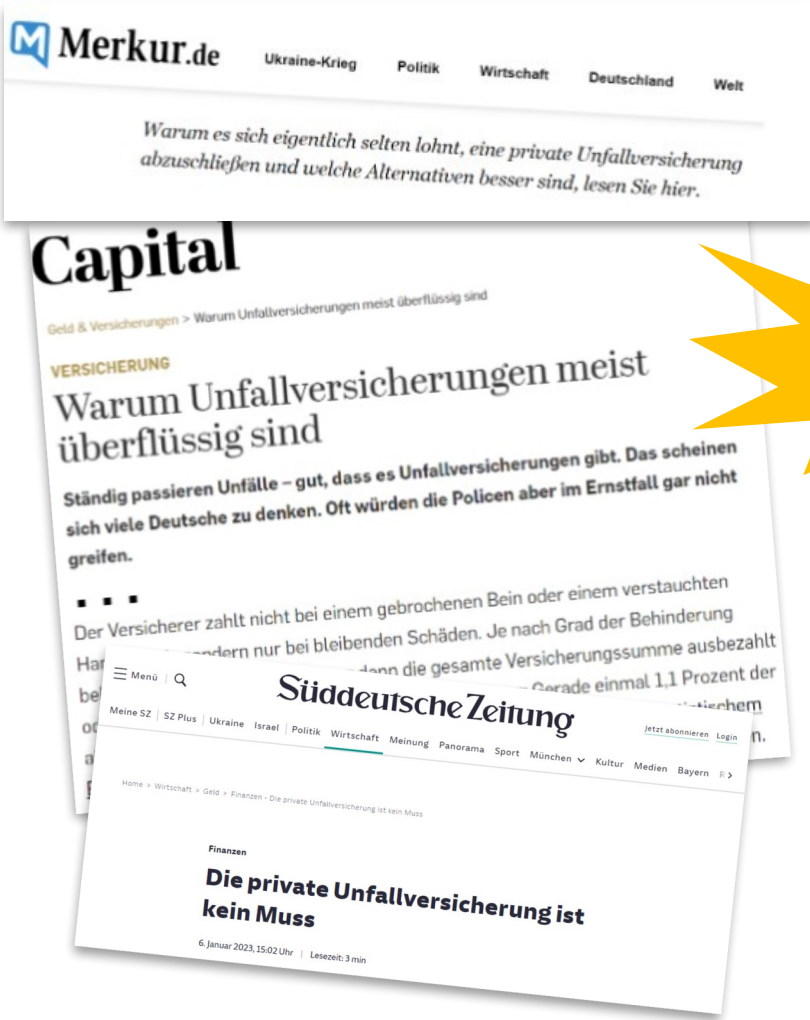 Merkur.de
Ukraine-Krieg Politik Wirtschaft Deutschland Welt
Warum es sich eigentlich selten lohnt, eine private Unfallversicherung
abzuschließen und welche Alternativen besser sind, lesen Sie hier.
Capital
Geld & Versicherungen > Warum Unfallversicherungen meist überflüssig sind
VERSICHERUNG
Warum Unfallversicherungen meist
überflüssig sind
Ständig passieren Unfälle – gut, dass es Unfallversicherungen gibt. Das scheinen
sich viele Deutsche zu denken. Oft würden die Policen aber im Ernstfall gar nicht
greifen.
...
Der Versicherer zahlt nicht bei einem gebrochenen Bein oder einem verstauchten
nur bei bleibenden Schäden. Je nach Grad der Behinderung
die gesamte Versicherungssumme ausbezahlt
Gerade einmal 1,1 Prozent der
Menü
Süddeutsche Zeitung
Jetzt abonnieren Login
Meine SZ SZ Plus Ukraine Israel Politik Wirtschaft Meinung Panorama Sport München Kultur Medien Bayern R >
Home > Wirtschaft > Geld > Finanzen - Die private Unfallversicherung ist kein Muss
Finanzen
Die private Unfallversicherung ist
kein Muss
6. Januar 2023, 15:02 Uhr | Lesezeit: 3 min